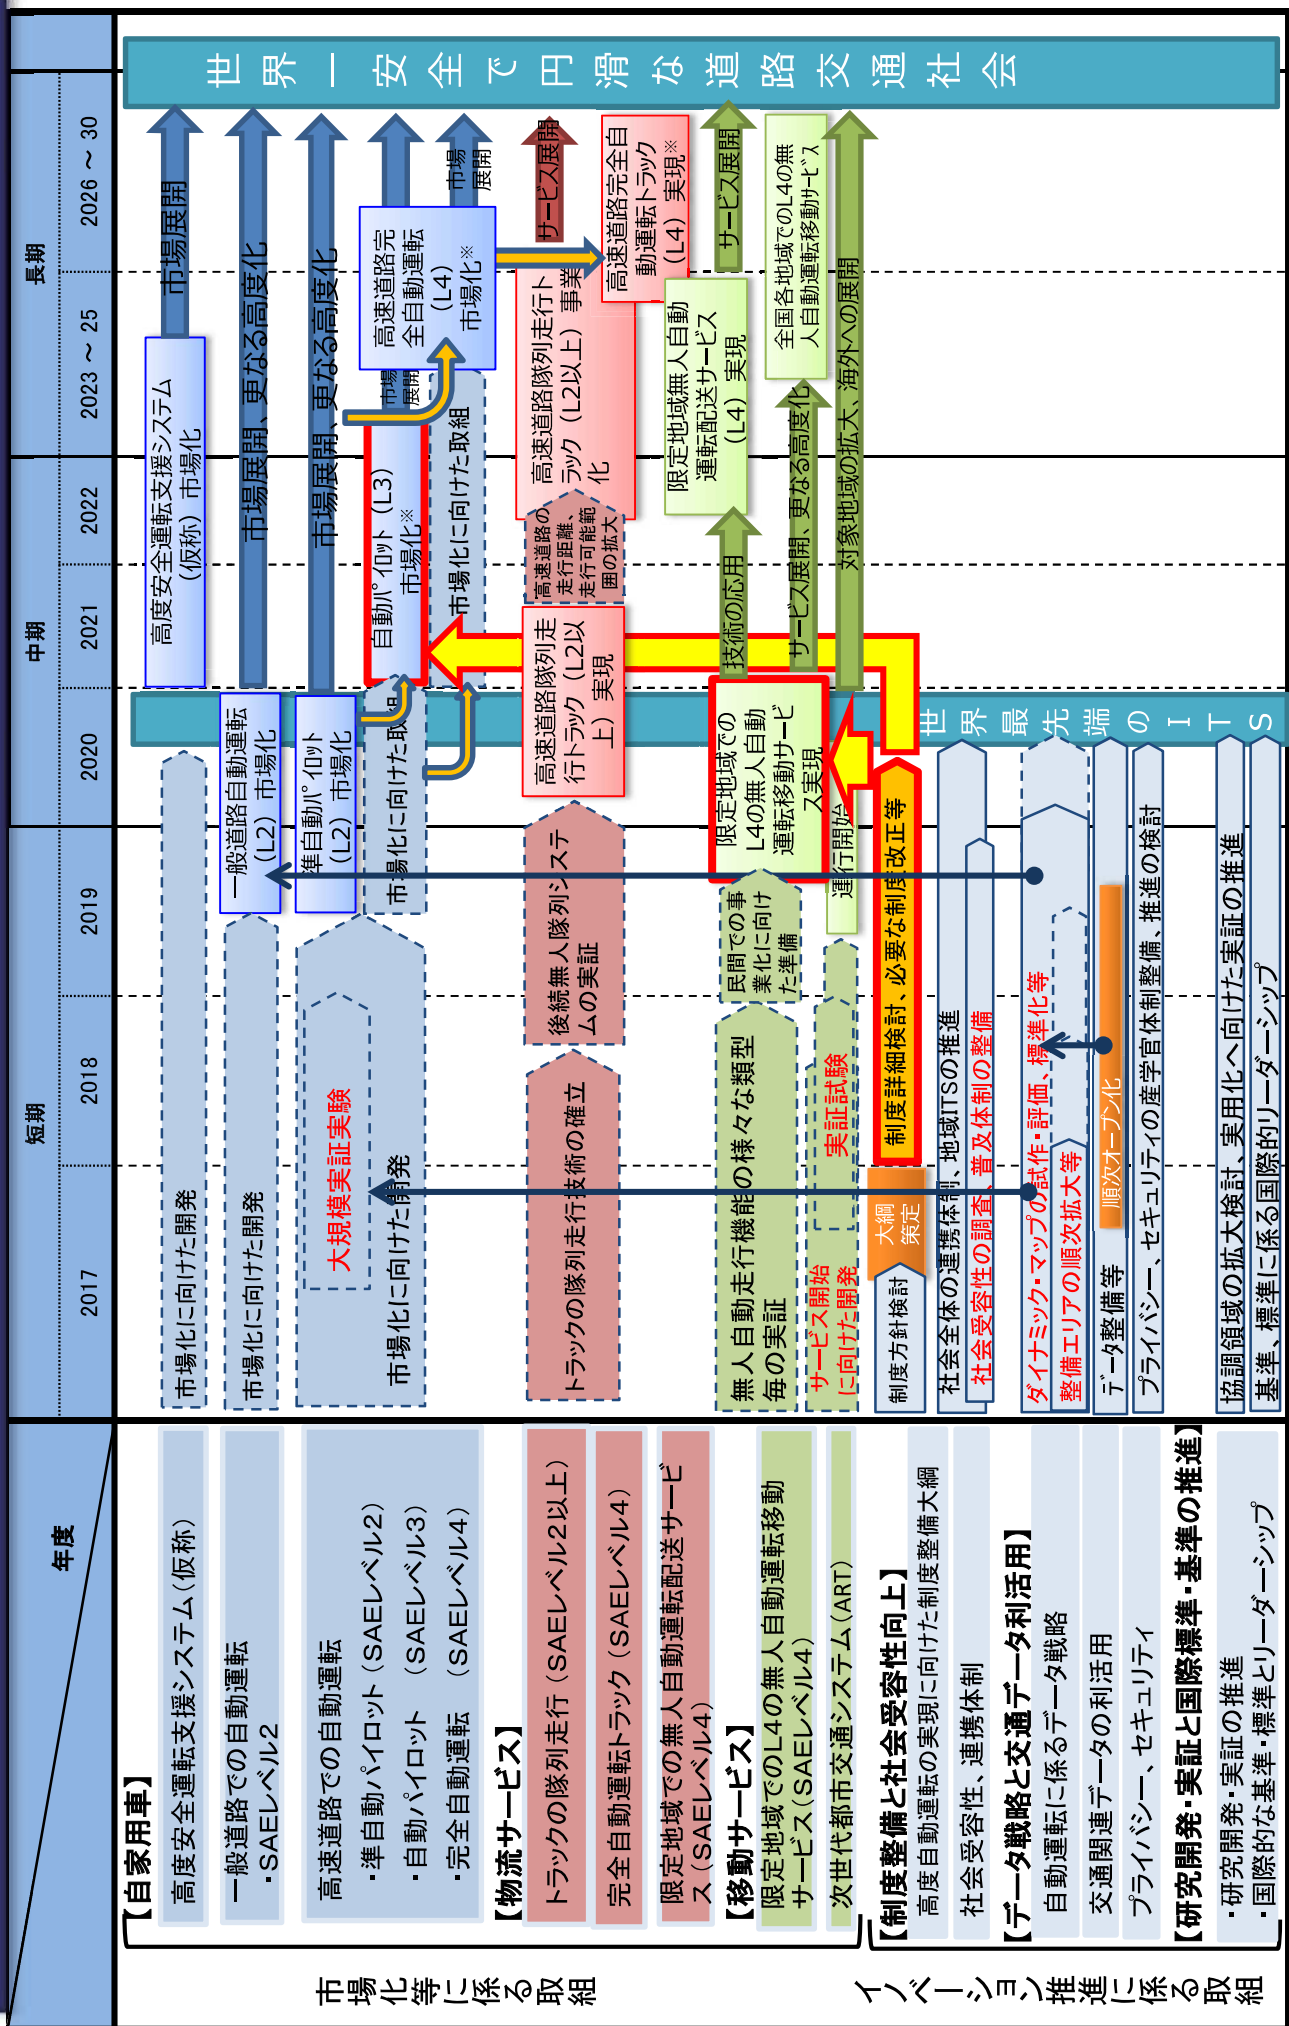 年度
短期
中期
長期
2017
2018
2019
2020
2021
2022
2023 ~ 25
2026 ~ 30
市場化等に係る取組
【自家用車】
高度安全運転支援システム(仮称)
一般道路での自動運転
・SAEレベル2
高速道路での自動運転
・準自動パイロット(SAEレベル2)
・自動パイロット (SAEレベル3)
・完全自動運転 (SAEレベル4)
【物流サービス】
トラックの隊列走行(SAEレベル2以上)
完全自動運転トラック(SAEレベル4)
限定地域での無人自動運転配送サービ
ス(SAEレベル4)
【移動サービス】
限定地域でのL4の無人自動運転移動
サービス(SAEレベル4)
次世代都市交通システム(ART)
イノベーション推進に係る取組
【制度整備と社会受容性向上】
高度自動運転の実現に向けた制度整備大綱
社会受容性、連携体制
【データ戦略と交通データ利活用】
自動運転に係るデータ戦略
交通関連データの利活用
プライバシー、セキュリティ
【研究開発・実証と国際標準・基準の推進】
・研究開発・実証の推進
・国際的な基準・標準とリーダーシップ
市場化に向けた開発
高度安全運転支援システム
(仮称)市場化
市場展開
市場化に向けた開発
一般道路自動運転
(L2)市場化
市場展開、更なる高度化
大規模実証実験
市場化に向けた開発
準自動パイロット
(L2)市場化
市場展開、更なる高度化
市場化に向けた取組
自動パイロット(L3)
市場化※
市場
展開
市場化に向けた取組
高速道路完
全自動運転
(L4)
市場化※
市場
展開
トラックの隊列走行技術の確立
後続無人隊列システ
ムの実証
高速道路隊列走
行トラック(L2以
上)実現
高速道路の
走行距離、
走行可能範
囲の拡大
高速道路隊列走行ト
ラック(L2以上)事業
化
サービス展開
高速道路完全自
動運転トラック
(L4)実現※
限定地域無人自動
運転配送サービス
(L4)実現
サービス展開
無人自動走行機能の様々な類型
毎の実証
民間での事
業化に向け
た準備
限定地域での
L4の無人自動
運転移動サービ
ス実現
技術の応用
サービス展開、更なる高度化
全国各地域でのL4の無
人自動運転移動サービス
サービス開始
に向けた開発
実証試験
運行開始
対象地域の拡大、海外への展開
制度方針検討
大綱
策定
制度詳細検討、必要な制度改正等
社会全体の連携体制、地域ITSの推進
社会受容性の調査、普及体制の整備
ダイナミック・マップの試作・評価、標準化等
整備エリアの順次拡大等
データ整備等
順次オープン化
プライバシー、セキュリティの産学官体制整備、推進の検討
協調領域の拡大検討、実用化へ向けた実証の推進
基準、標準に係る国際的リーダーシップ
世界最先端のITS
世界一安全で円滑な道路交通社会